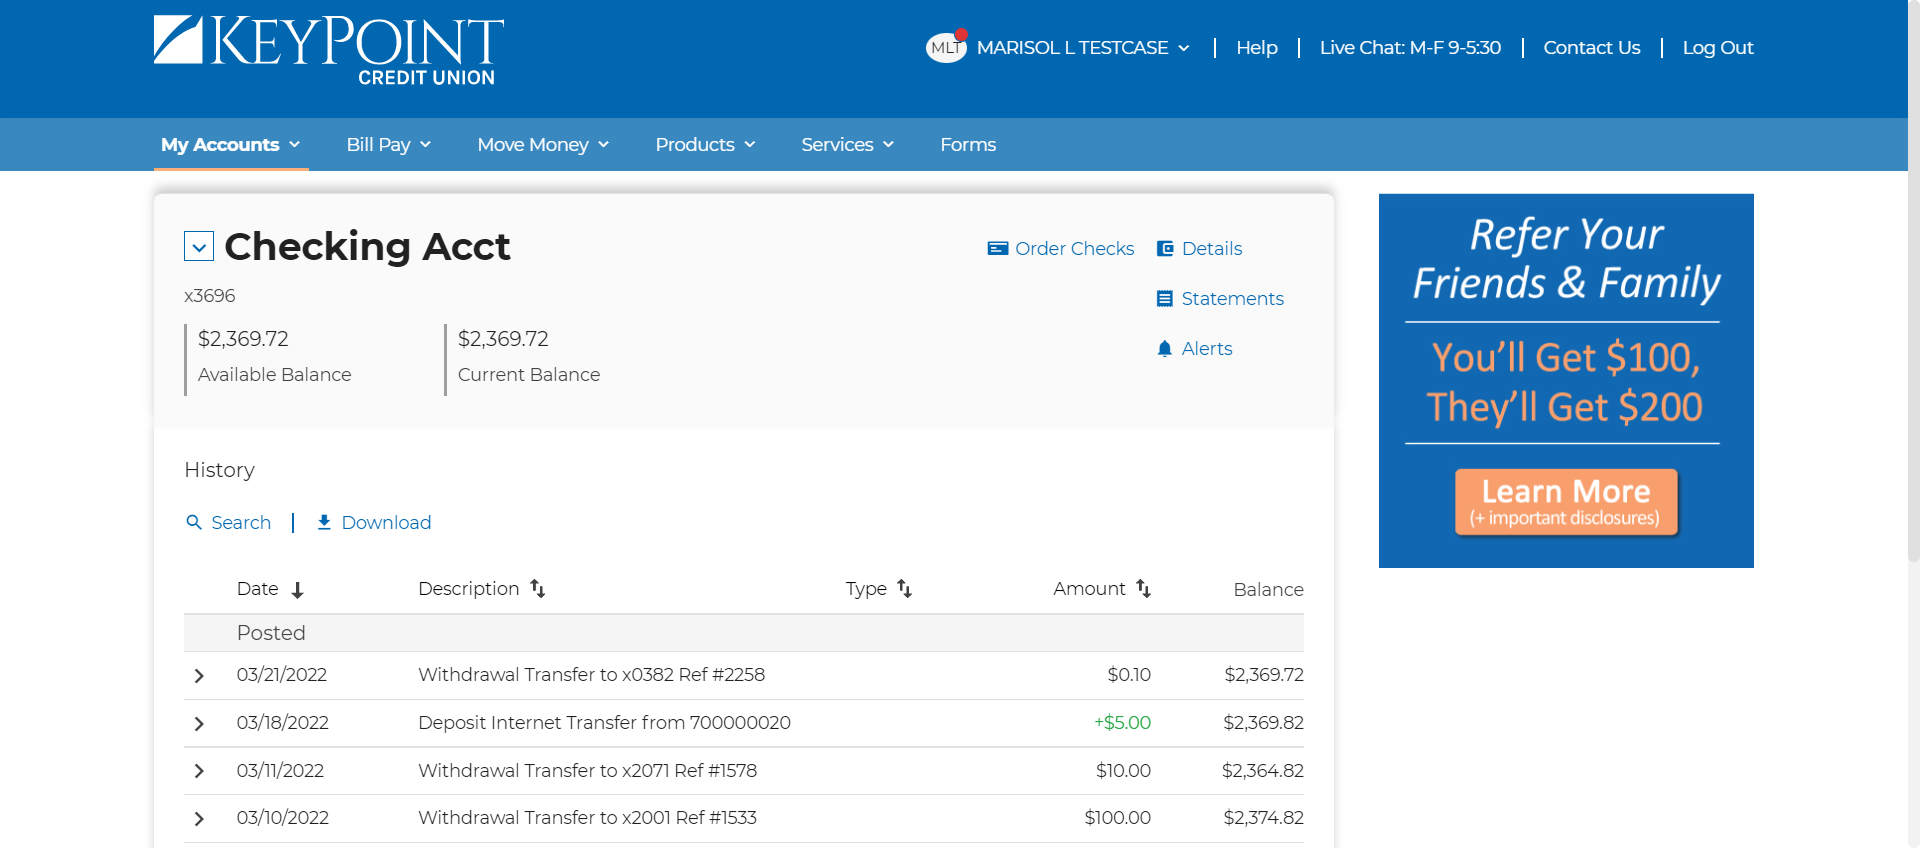 KEYPOINT
CREDIT UNION
MLT MARISOL L TESTCASE Help Live Chat: M-F 9-5:30 Contact Us Log Out
My Accounts Bill Pay Move Money Products Services Forms
Checking Acct
Order Checks Details
x3696
Statements
$2,369.72 $2,369.72
Available Balance Current Balance
Alerts
Refer Your
Friends & Family
You'll Get $100,
They'll Get $200
Learn More
(+ important disclosures)
History
Search Download
Date Description Type Amount Balance
Posted
03/21/2022 Withdrawal Transfer to x0382 Ref #2258 $0.10 $2,369.72
03/18/2022 Deposit Internet Transfer from 700000020 +$5.00 $2,369.82
03/11/2022 Withdrawal Transfer to x2071 Ref #1578 $10.00 $2,364.82
03/10/2022 Withdrawal Transfer to x2001 Ref #1533 $100.00 $2,374.82